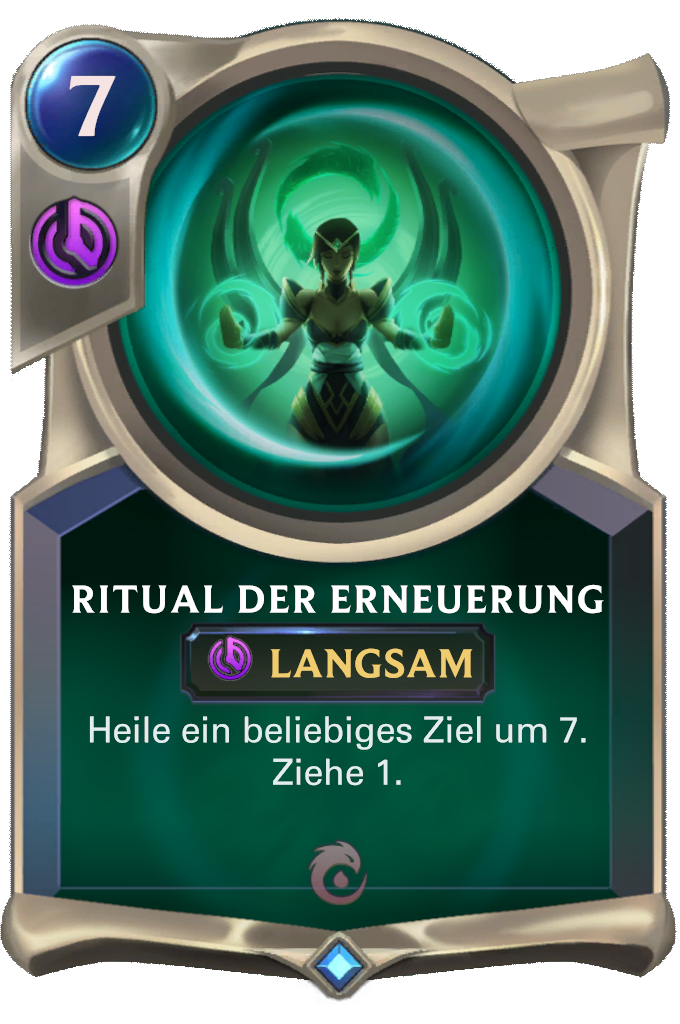 7
RITUAL DER ERNEUERUNG
LANGSAM
Heile ein beliebiges Ziel um 7.
Ziehe 1.